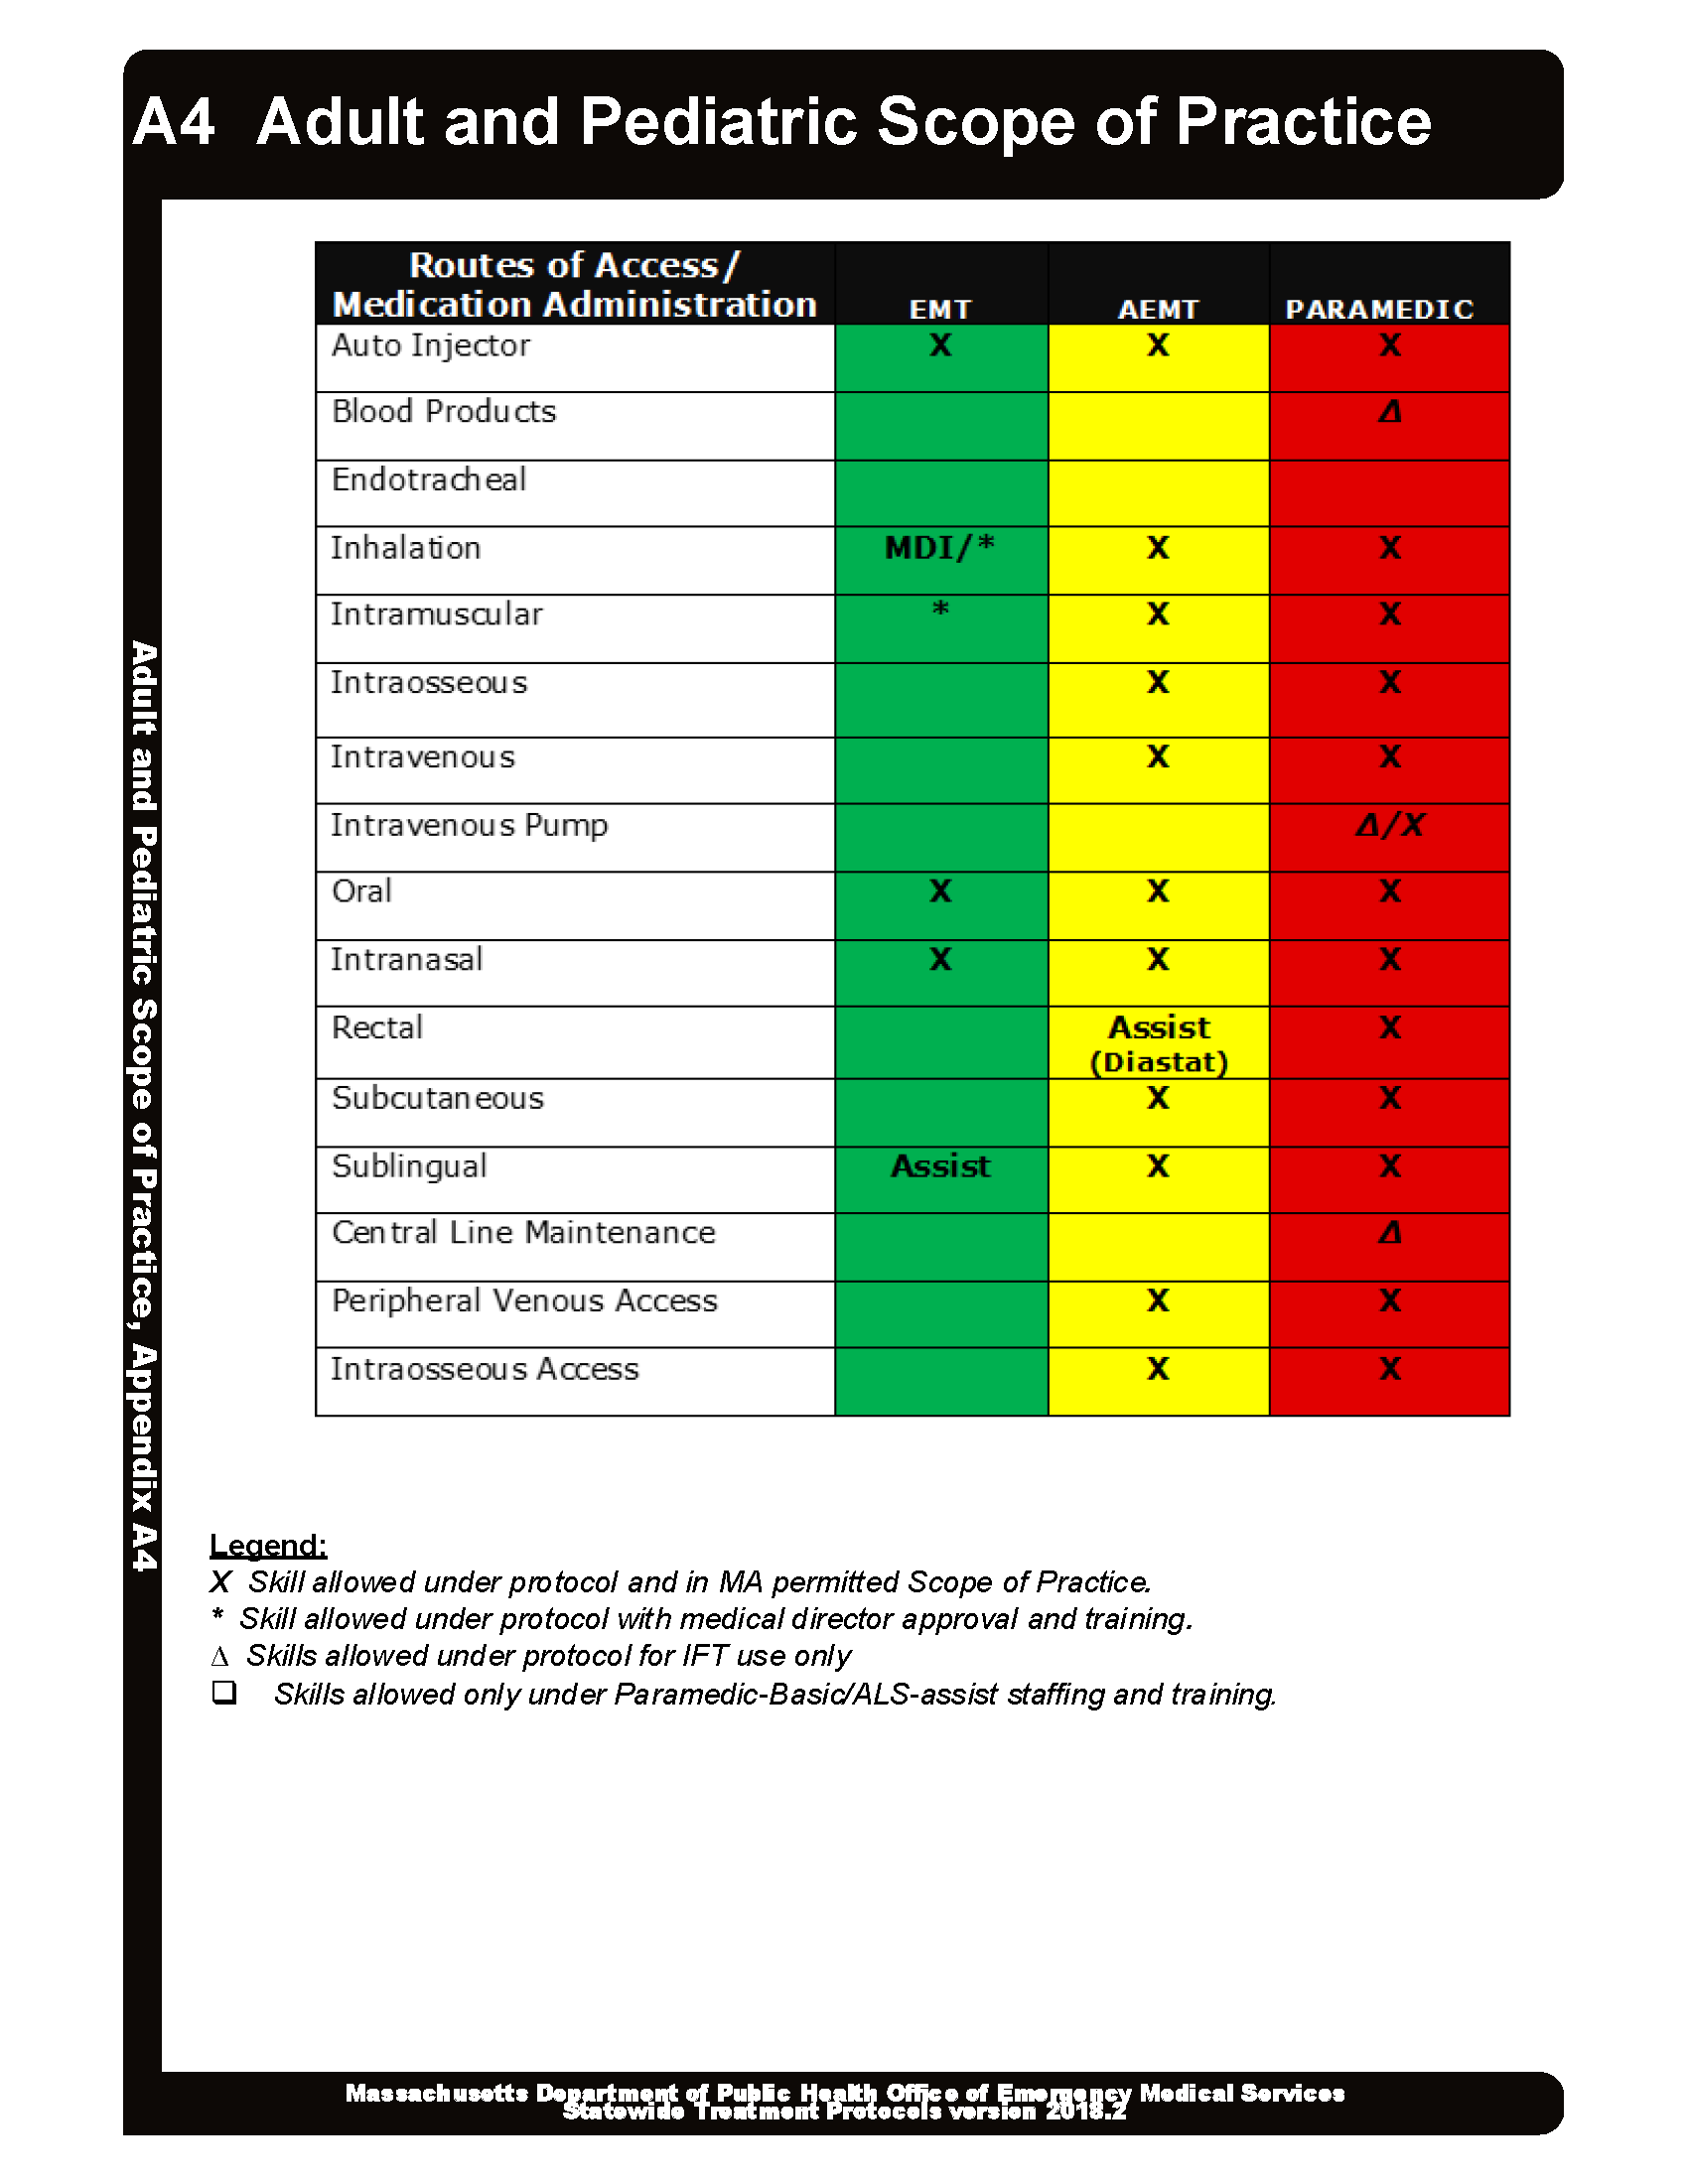 A4 Adult and Pediatric Scope of Practice
Adult and Pediatric Scope of Practice, Appendix A4
Routes of Access/
Medication Administration EMT AEMT PARAMEDIC
Auto Injector X X X
Blood Products Δ
Endotracheal
Inhalation MDI/* X X
Intramuscular * X X
Intraosseous X X
Intravenous X X
Intravenous Pump Δ/X
Oral X X X
Intranasal X X X
Rectal Assist X
(Diastat)
Subcutaneous X X
Sublingual Assist X X
Central Line Maintenance Δ
Peripheral Venous Access X X
Intraosseous Access X X
Legend:
X Skill allowed under protocol and in MA permitted Scope of Practice.
* Skill allowed under protocol with medical director approval and training.
Δ Skills allowed under protocol for IFT use only
❑ Skills allowed only under Paramedic-Basic/ALS-assist staffing and training.
Massachusetts Department of Public Health Office of Emergency Medical Services
Statewide Treatment Protocols version 2018.2